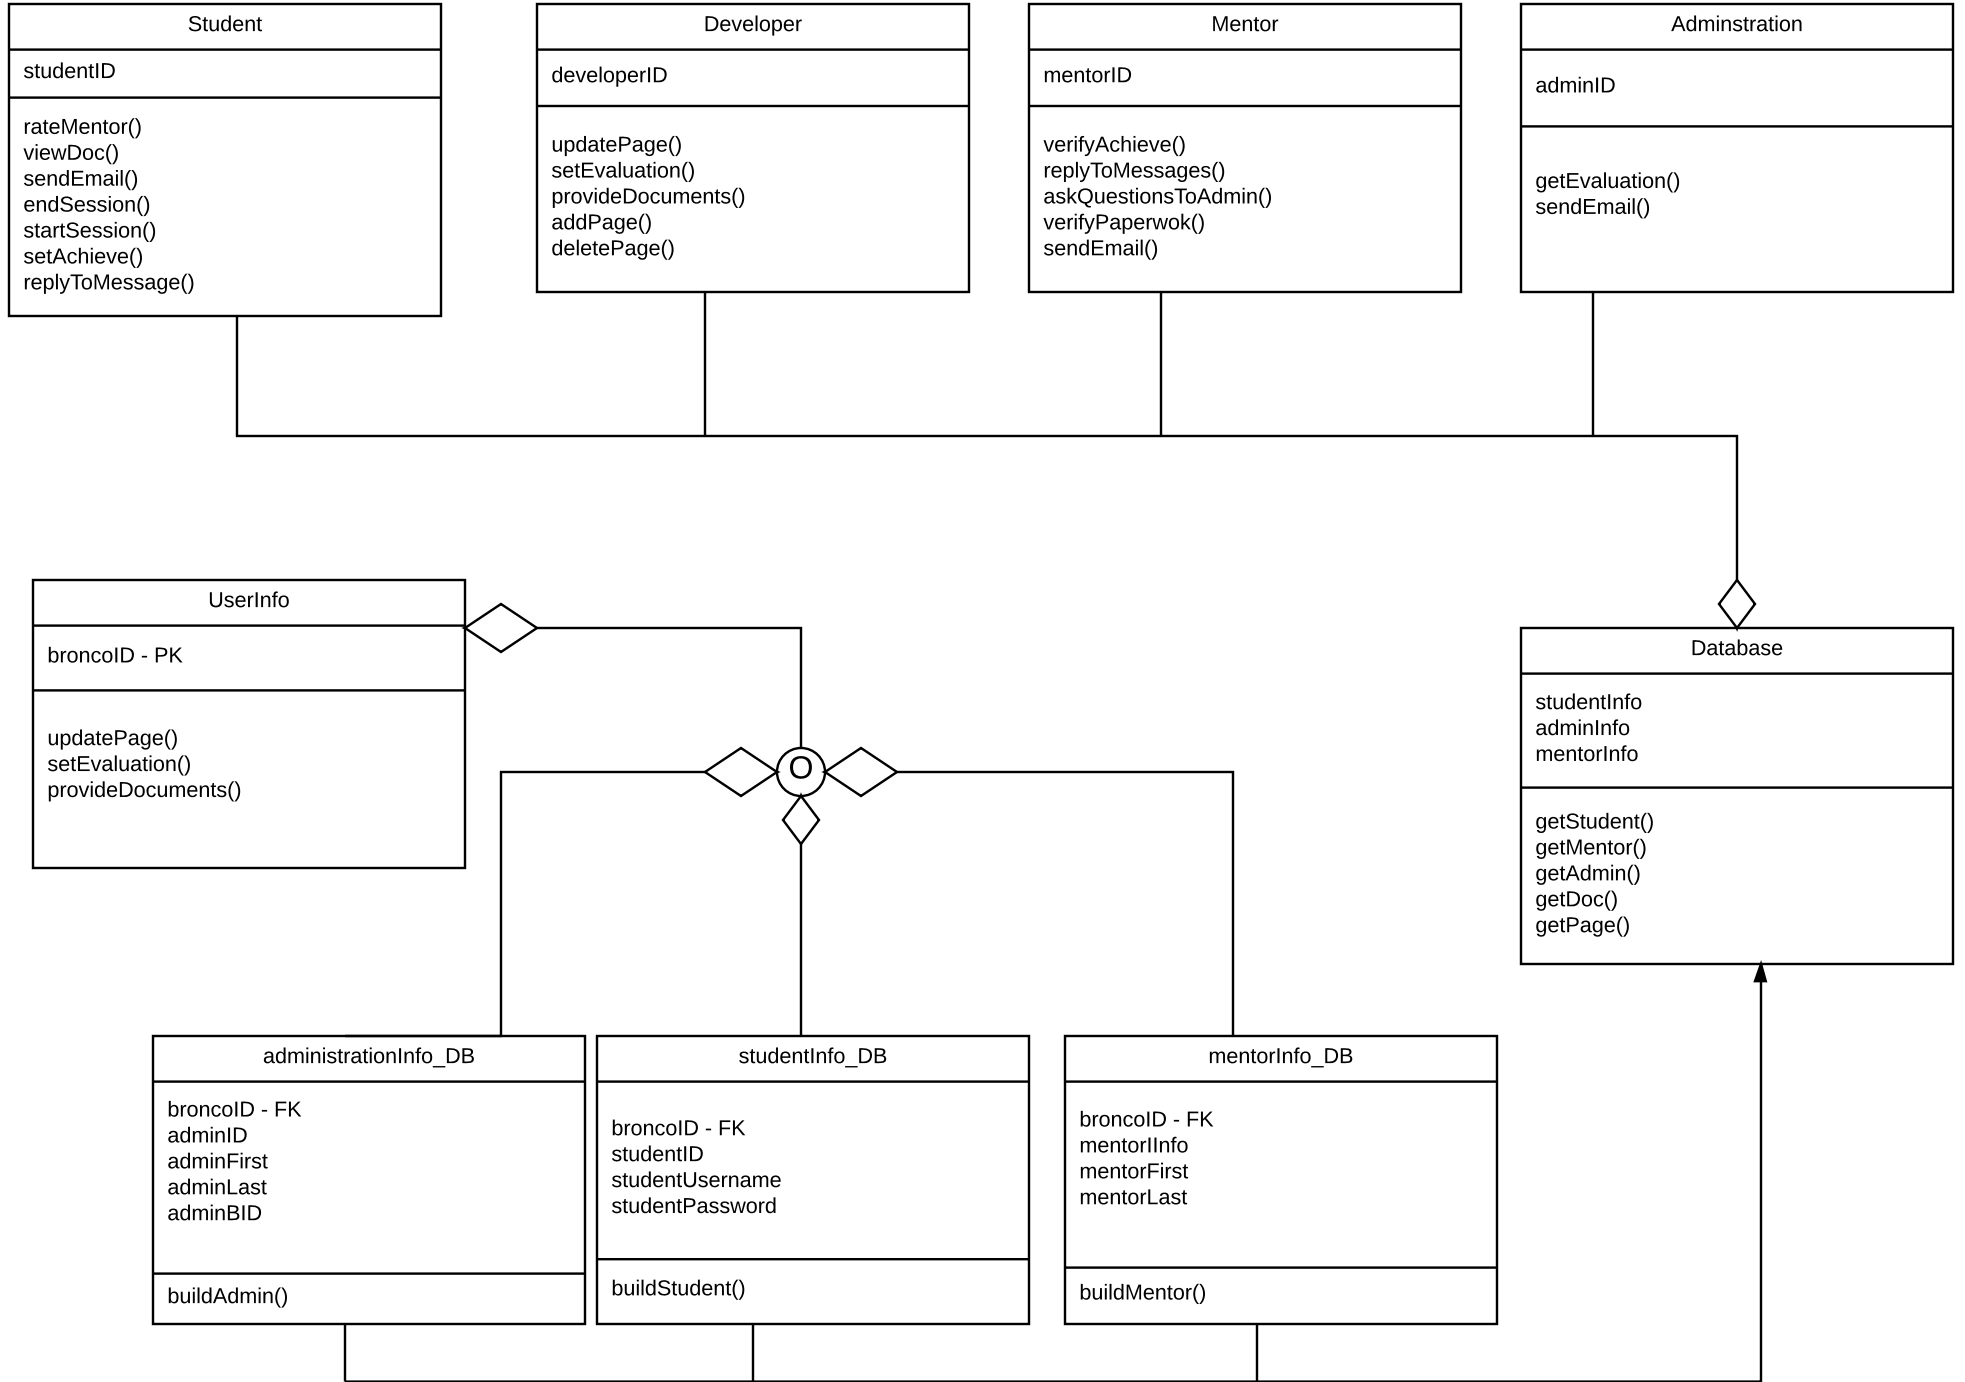 Student
studentID
rateMentor()
viewDoc()
sendEmail()
endSession()
startSession()
setAchieve()
replyToMessage()
Developer
developerID
updatePage()
setEvaluation()
provideDocuments()
addPage()
deletePage()
Mentor
mentorID
verifyAchieve()
replyToMessages()
askQuestionsToAdmin()
verifyPaperwok()
sendEmail()
Adminstration
adminID
getEvaluation()
sendEmail()
UserInfo
broncoID - PK
updatePage()
setEvaluation()
provideDocuments()
O
Database
studentInfo
adminInfo
mentorInfo
getStudent()
getMentor()
getAdmin()
getDoc()
getPage()
administrationInfo_DB
broncoID - FK
adminID
adminFirst
adminLast
adminBID
buildAdmin()
studentInfo_DB
broncoID - FK
studentID
studentUsername
studentPassword
buildStudent()
mentorInfo_DB
broncoID - FK
mentorIInfo
mentorFirst
mentorLast
buildMentor()